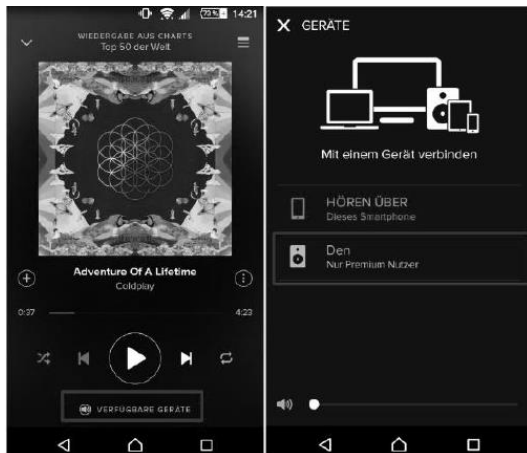 73% 14:21
WIEDERGABE AUS CHARTS
Top 50 der Welt
Adventure Of A Lifetime
Coldplay
0:37
4:23
VERFÜGBARE GERÄTE
GERÄTE
Mit einem Gerät verbinden
HÖREN ÜBER
Dieses Smartphone
Den
Nur Premium Nutzer